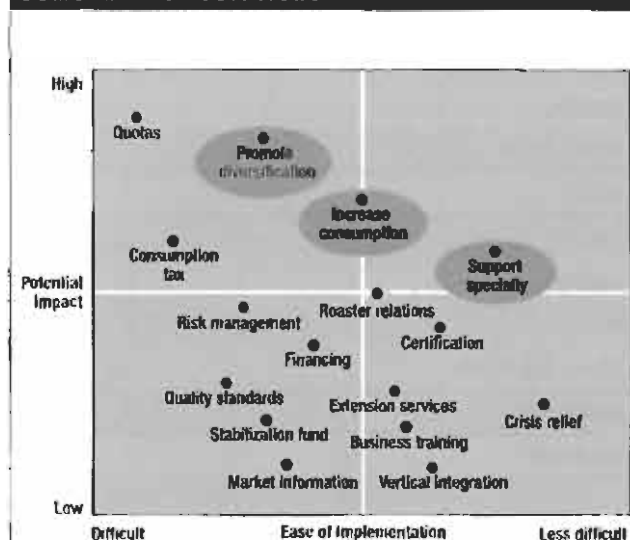 High
Quotas
Promote
diversification
Increase
consumption
Consumption
tax
Support
specialty
Potential
Impact
Roaster relations
Risk management
Certification
Financing
Quality standards
Extension services
Crisis relief
Stabilization fund
Business training
Market information
Vertical integration
Low
Difficult
Ease of Implementation
Less difficult